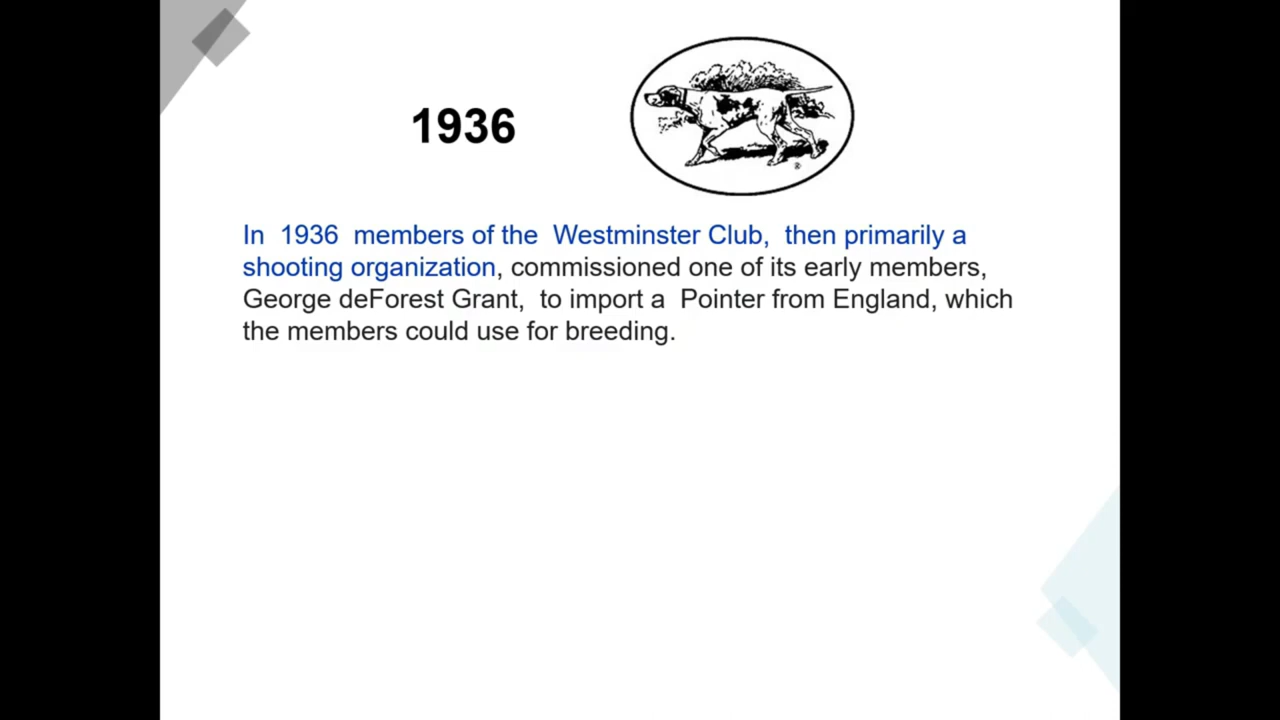 1936
In 1936 members of the Westminster Club, then primarily a
shooting organization, commissioned one of its early members,
George deForest Grant, to import a Pointer from England, which
the members could use for breeding.
®